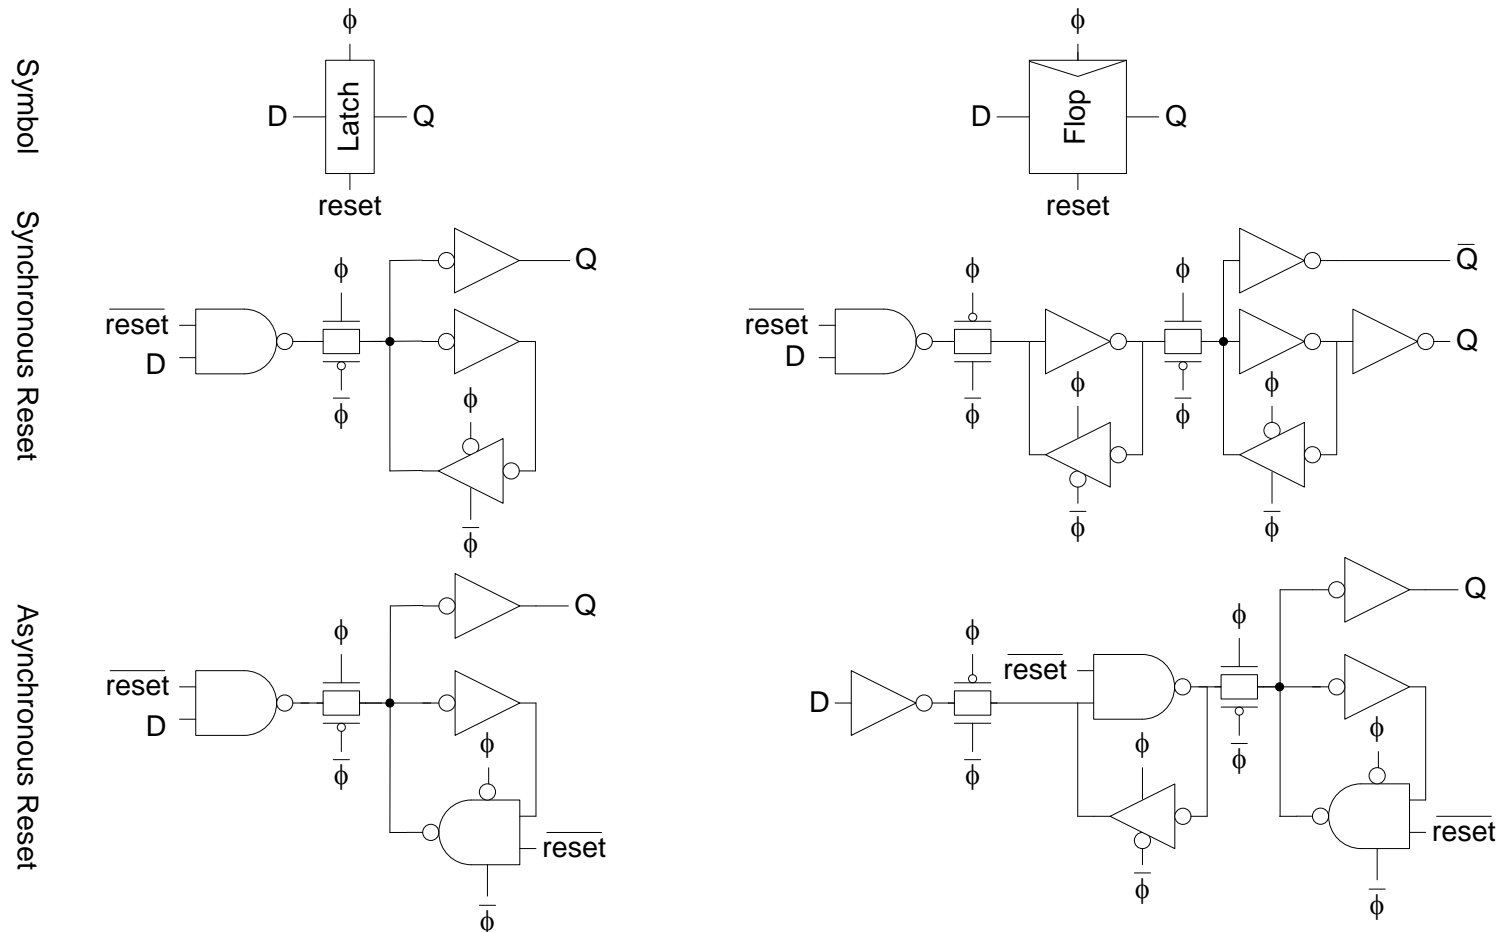 Symbol
ϕ
D
Latch
Q
reset
ϕ
D
Flop
Q
reset
Synchronous Reset
reset̅
D
ϕ
ϕ̅
Q
ϕ
ϕ̅
reset̅
D
ϕ
ϕ̅
ϕ
ϕ̅
ϕ
ϕ̅
ϕ
ϕ̅
Q̅
Q
Asynchronous Reset
reset̅
D
ϕ
ϕ̅
Q
ϕ
reset̅
ϕ̅
D
ϕ
ϕ̅
reset̅
ϕ
ϕ̅
ϕ
ϕ̅
Q
ϕ
reset̅
ϕ̅